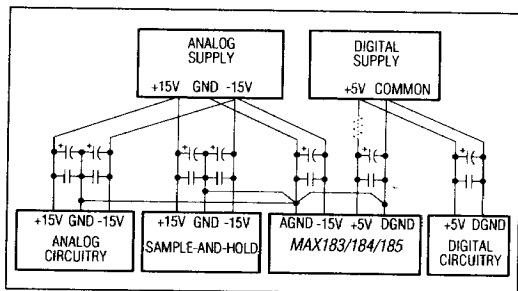 ANALOG
SUPPLY
+15V GND -15V
DIGITAL
SUPPLY
+5V COMMON
+ + + + + + +
+15V GND -15V
ANALOG
CIRCUITRY
+15V GND -15V
SAMPLE-AND-HOLD
AGND -15V +5V DGND
MAX183/184/185
+5V DGND
DIGITAL
CIRCUITRY